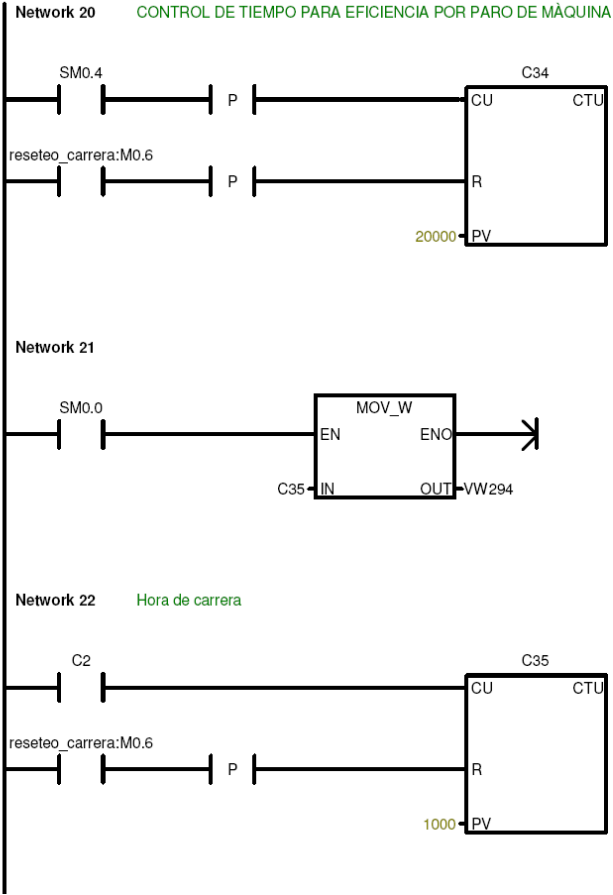 Network 20 CONTROL DE TIEMPO PARA EFICIENCIA POR PARO DE MÀQUINA
SM0.4 C34
P CU CTU
reseteo_carrera:M0.6
P R
20000 PV
Network 21
SM0.0 MOV_W
EN ENO
C35 IN OUT VW294
Network 22 Hora de carrera
C2 C35
CU CTU
reseteo_carrera:M0.6
P R
1000 PV